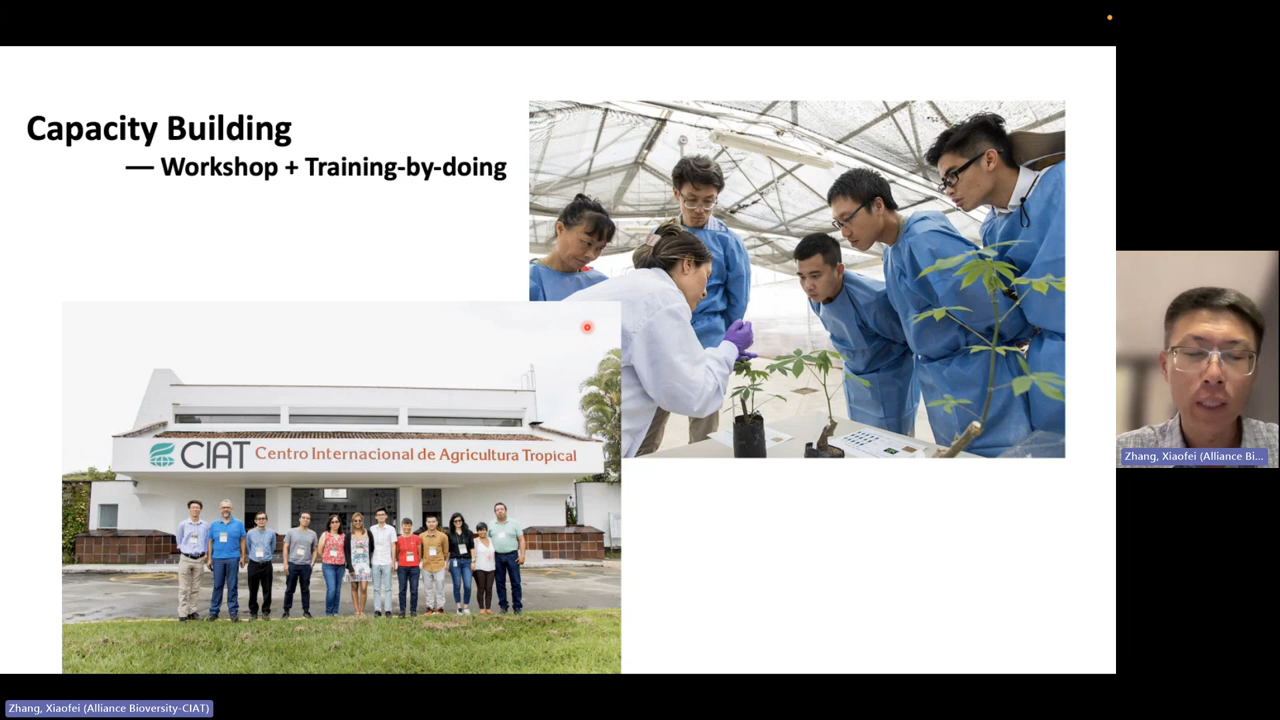 Capacity Building
— Workshop + Training-by-doing
CIAT Centro Internacional de Agricultura Tropical
Zhang, Xiaofei (Alliance Bi...
Zhang, Xiaofei (Alliance Bioversity-CIAT)